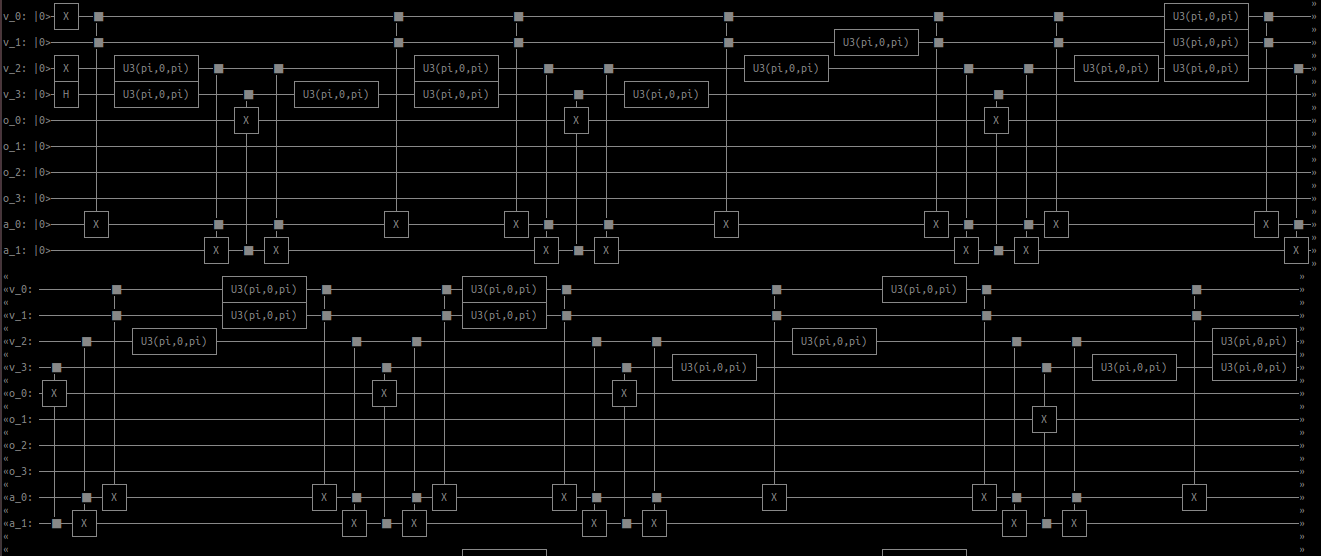 v_0: |0> X U3(pi,0,pi) »
v_1: |0> U3(pi,0,pi) U3(pi,0,pi) »
v_2: |0> X U3(pi,0,pi) U3(pi,0,pi) U3(pi,0,pi) U3(pi,0,pi) U3(pi,0,pi) »
v_3: |0> H U3(pi,0,pi) U3(pi,0,pi) U3(pi,0,pi) U3(pi,0,pi) »
o_0: |0> X X X »
o_1: |0> »
o_2: |0> »
o_3: |0> »
a_0: |0> X X X X X X X »
a_1: |0> X X X X X X X »
«v_0: U3(pi,0,pi) U3(pi,0,pi) U3(pi,0,pi) »
«v_1: U3(pi,0,pi) U3(pi,0,pi) »
«v_2: U3(pi,0,pi) U3(pi,0,pi) U3(pi,0,pi) »
«v_3: U3(pi,0,pi) U3(pi,0,pi) U3(pi,0,pi) »
«o_0: X X X »
«o_1: X »
«o_2: »
«o_3: »
«a_0: X X X X X X X »
«a_1: X X X X X X X »